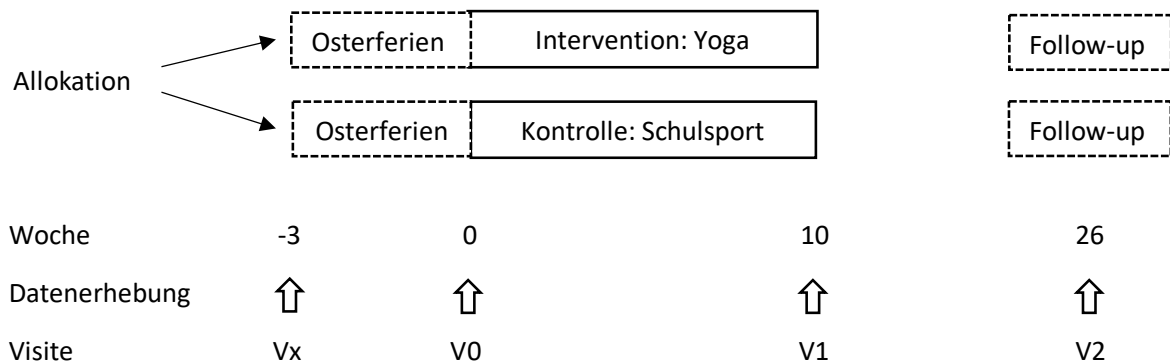 Osterferien Intervention: Yoga Follow-up
Allokation
Osterferien Kontrolle: Schulsport Follow-up
Woche -3 0 10 26
Datenerhebung
Visite Vx V0 V1 V2